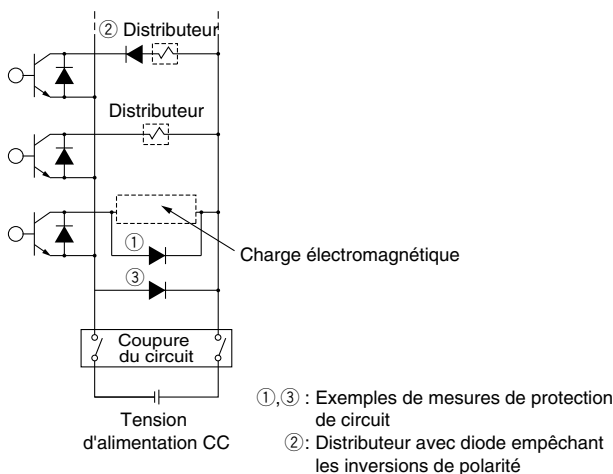 ② Distributeur
Distributeur
①
Charge électromagnétique
③
Coupure
du circuit
Tension
d'alimentation CC
①,③ : Exemples de mesures de protection
de circuit
②: Distributeur avec diode empêchant
les inversions de polarité